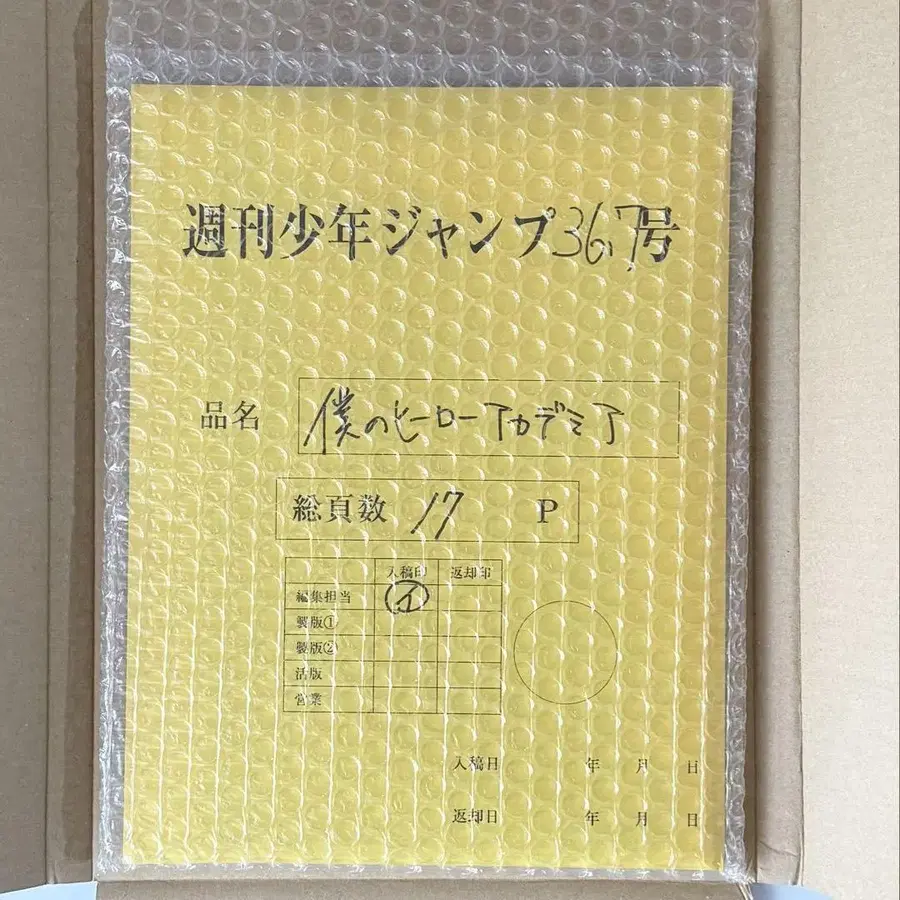 週刊少年ジャンプ36,7号
品名 僕のヒーローアカデミア
総頁数 17 P
入稿印 返却印
編集担当 イ
製版①
製版②
活版
営業
入稿日 年 月 日
返却日 年 月 日